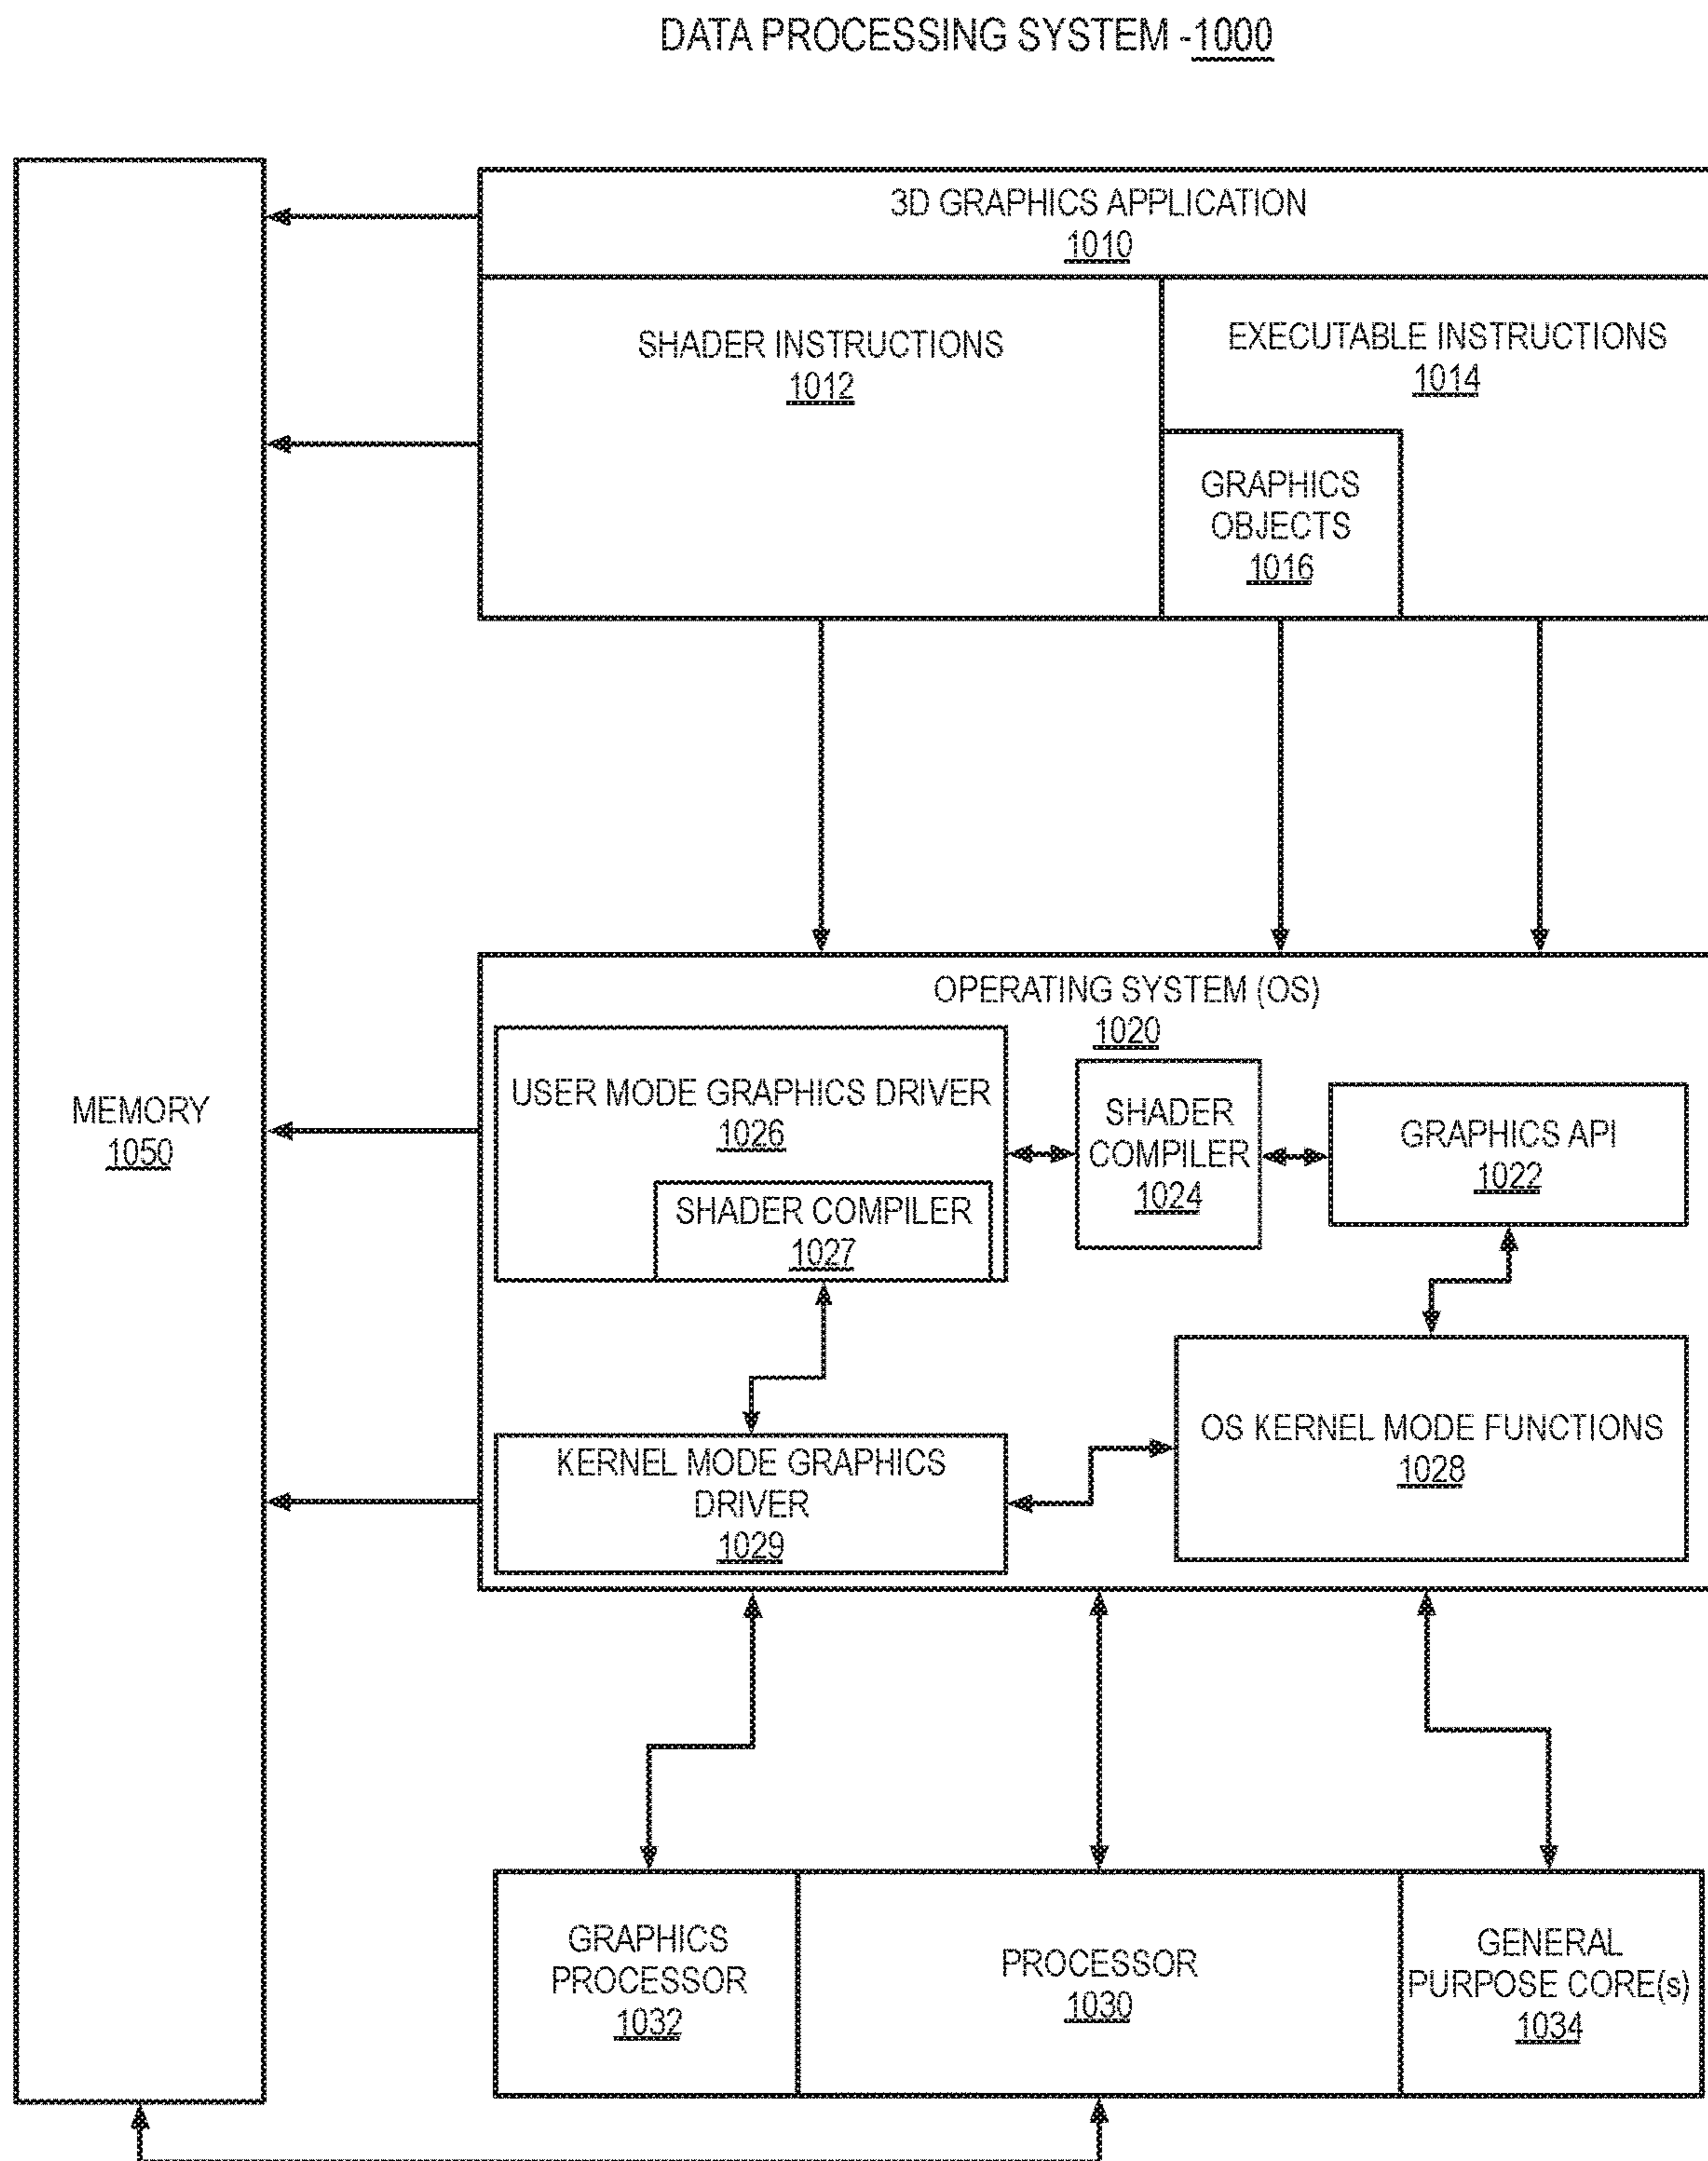 DATA PROCESSING SYSTEM -1000
3D GRAPHICS APPLICATION
1010
SHADER INSTRUCTIONS
1012
EXECUTABLE INSTRUCTIONS
1014
GRAPHICS
OBJECTS
1016
OPERATING SYSTEM (OS)
1020
USER MODE GRAPHICS DRIVER
1026
SHADER COMPILER
1027
SHADER
COMPILER
1024
GRAPHICS API
1022
MEMORY
1050
KERNEL MODE GRAPHICS
DRIVER
1029
OS KERNEL MODE FUNCTIONS
1028
GRAPHICS
PROCESSOR
1032
PROCESSOR
1030
GENERAL
PURPOSE CORE(s)
1034